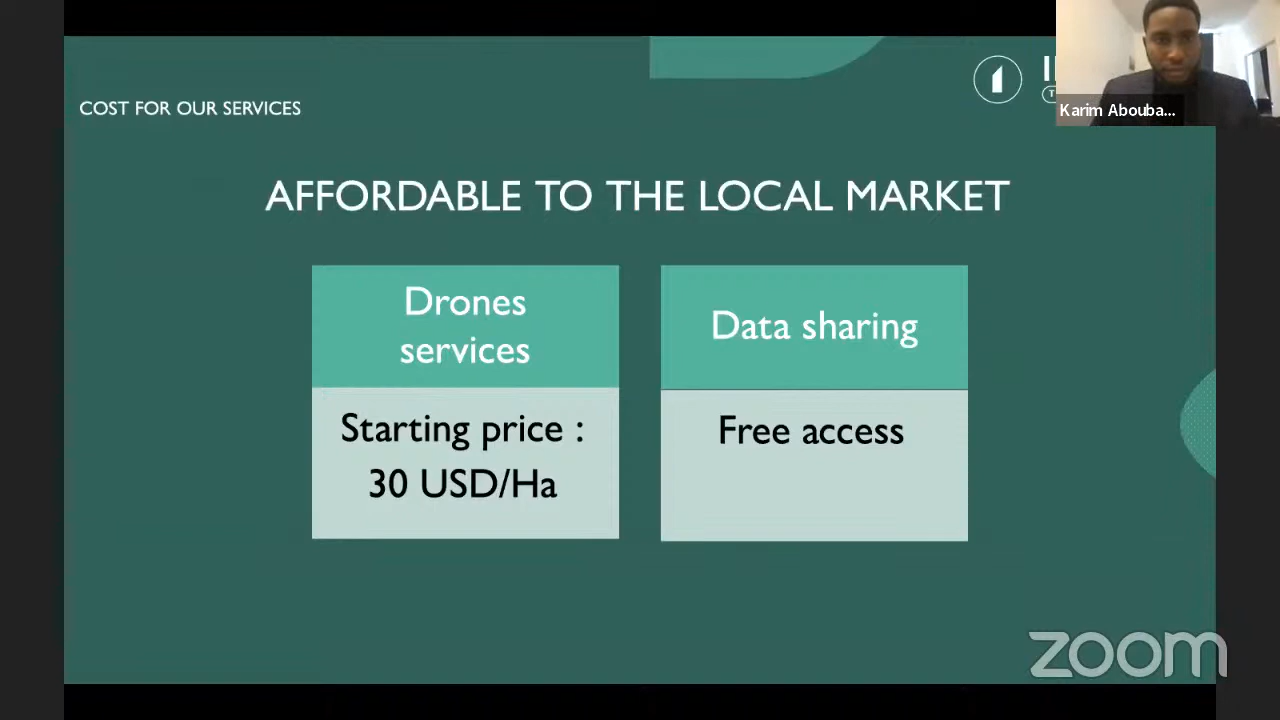 COST FOR OUR SERVICES
Karim Abouba...
AFFORDABLE TO THE LOCAL MARKET
Drones
services
Data sharing
Starting price :
30 USD/Ha
Free access
zoom